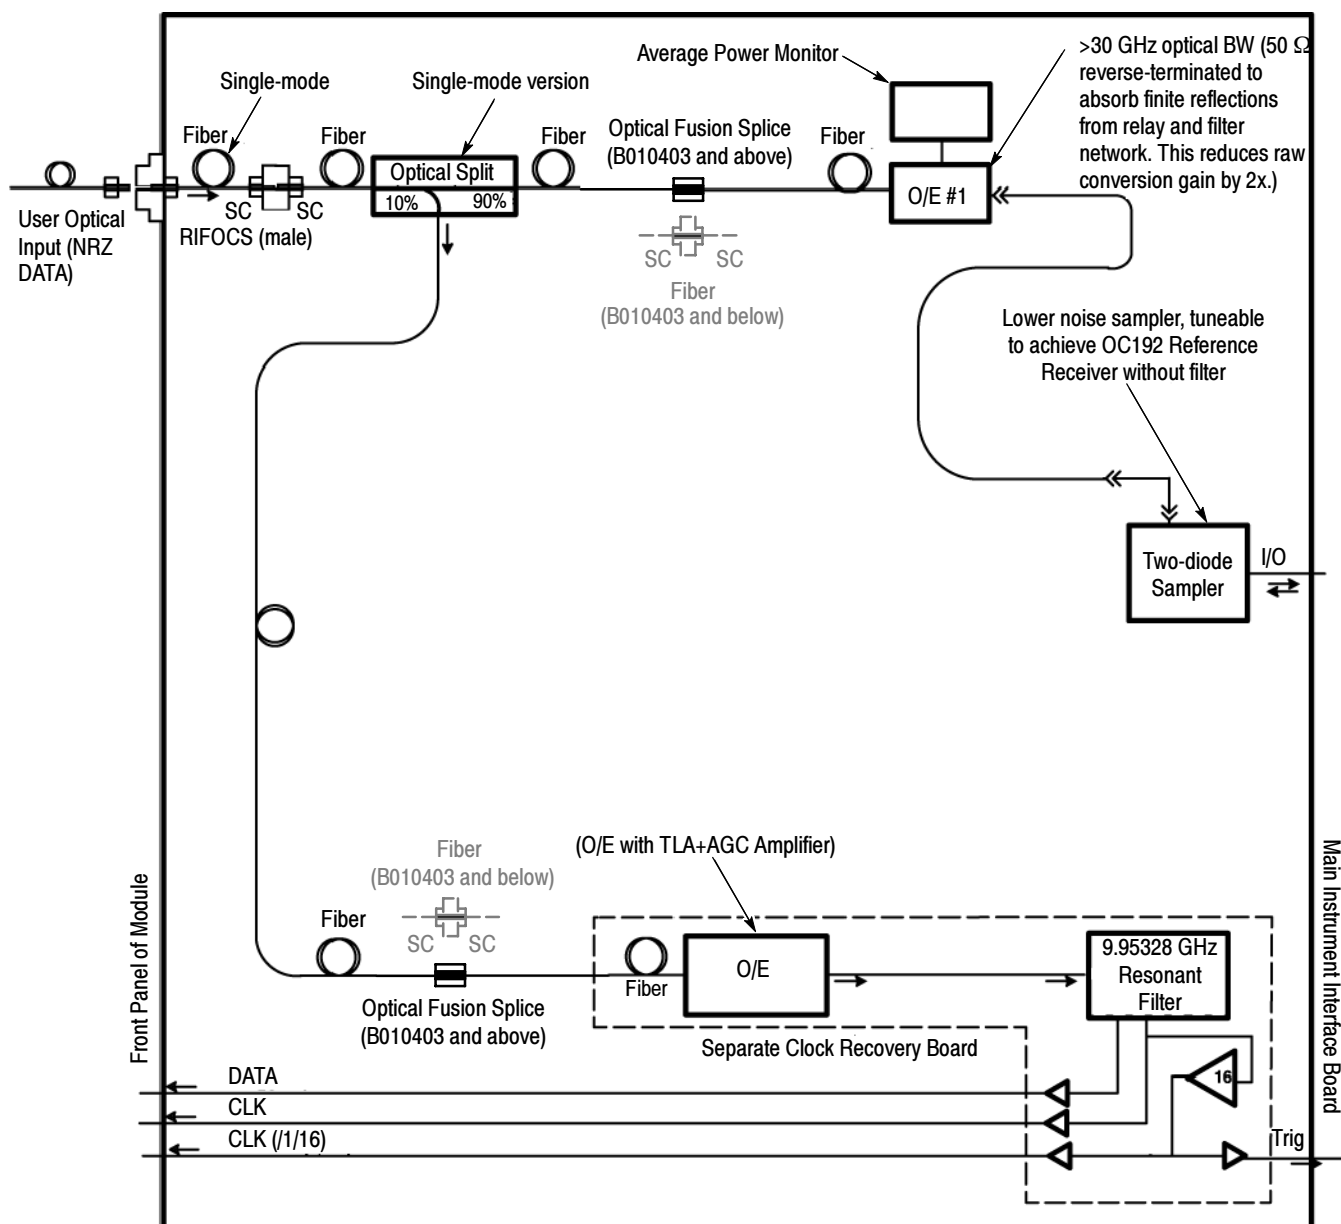 Average Power Monitor
>30 GHz optical BW (50 Ω
reverse-terminated to
absorb finite reflections
from relay and filter
network. This reduces raw
conversion gain by 2x.)
Single-mode
Single-mode version
Fiber
Fiber
Fiber
Optical Fusion Splice
(B010403 and above)
Fiber
Optical Split
10%
90%
O/E #1
SC
SC
RIFOCS (male)
User Optical
Input (NRZ
DATA)
SC
SC
Fiber
(B010403 and below)
Lower noise sampler, tuneable
to achieve OC192 Reference
Receiver without filter
Two-diode
Sampler
I/O
Fiber
(B010403 and below)
SC
SC
(O/E with TLA+AGC Amplifier)
Fiber
Optical Fusion Splice
(B010403 and above)
Fiber
O/E
9.95328 GHz
Resonant
Filter
Separate Clock Recovery Board
16
Front Panel of Module
Main Instrument Interface Board
DATA
CLK
CLK (/1/16)
Trig